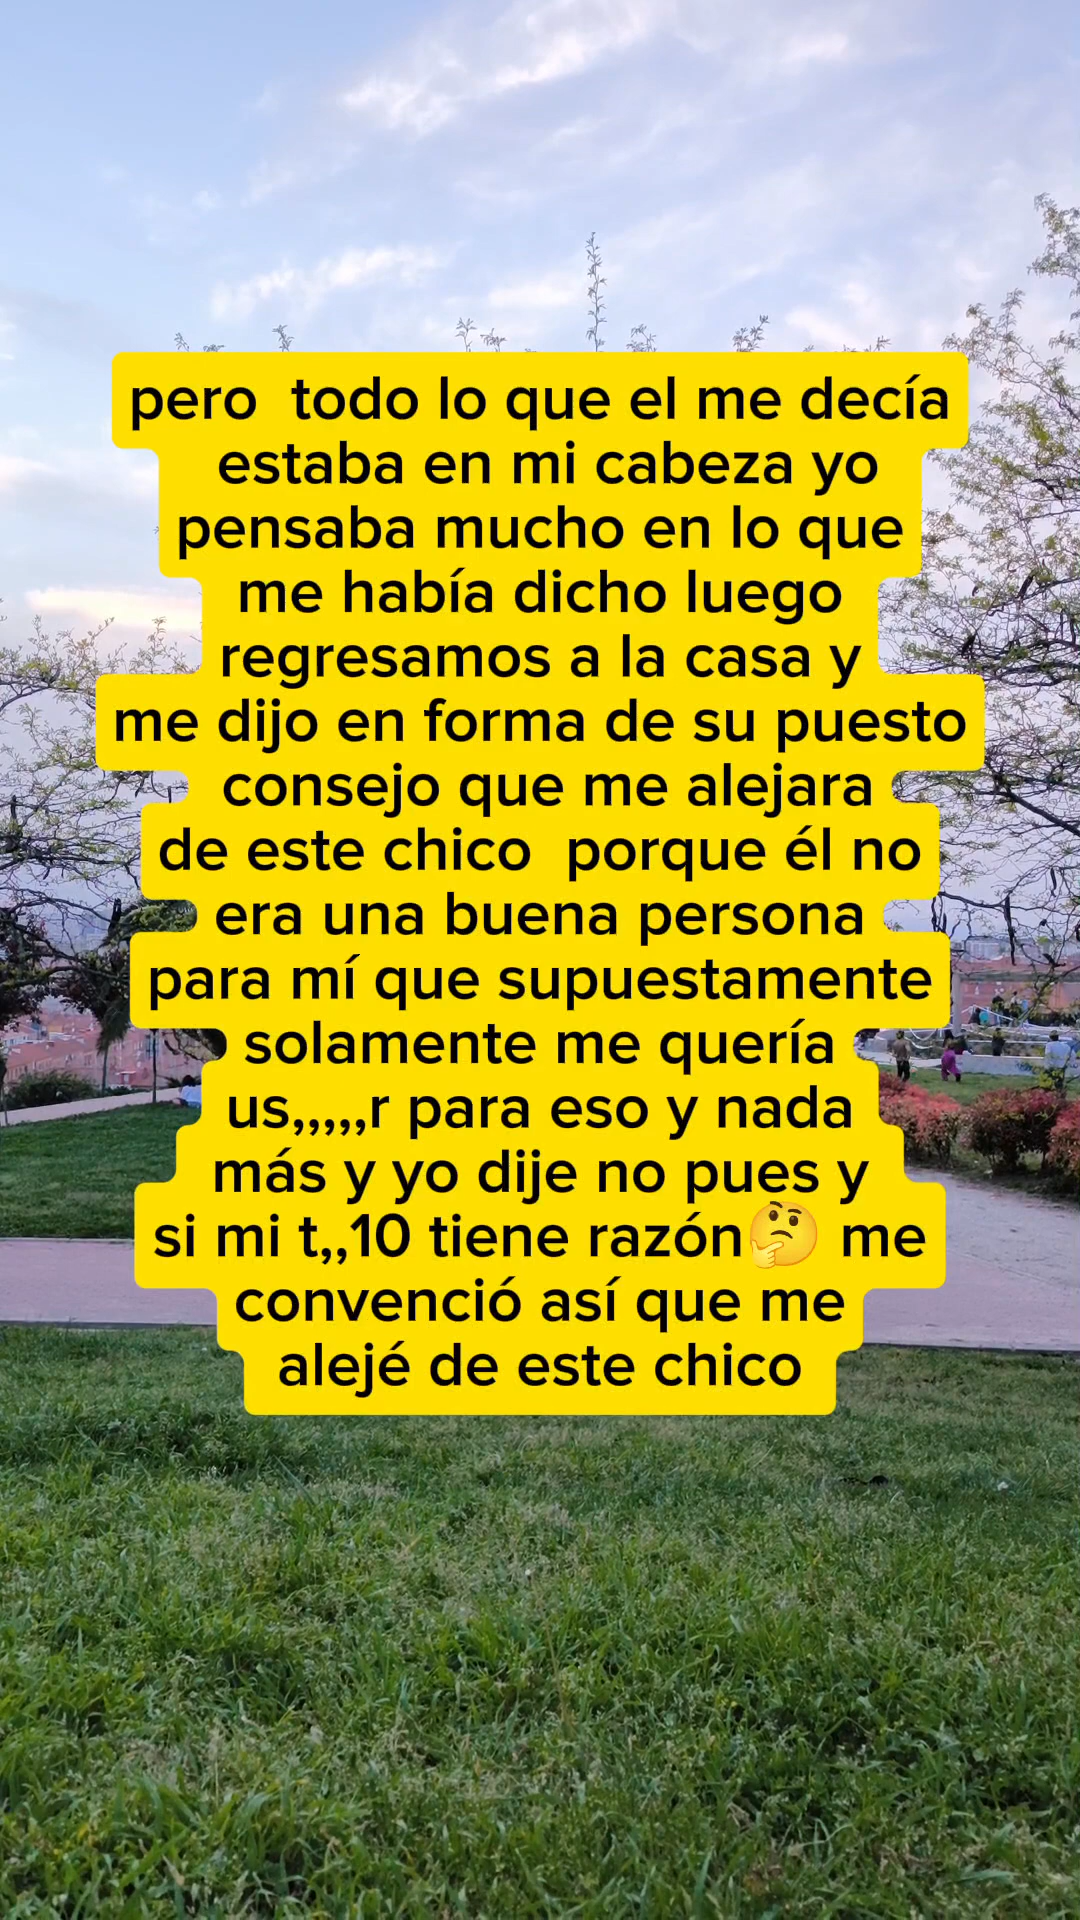 pero  todo lo que el me decía
estaba en mi cabeza yo
pensaba mucho en lo que
me había dicho luego
regresamos a la casa y
me dijo en forma de su puesto
consejo que me alejara
de este chico  porque él no
era una buena persona
para mí que supuestamente
solamente me quería
us,,,,,r para eso y nada
más y yo dije no pues y
si mi t,,10 tiene razón🤔 me
convenció así que me
alejé de este chico